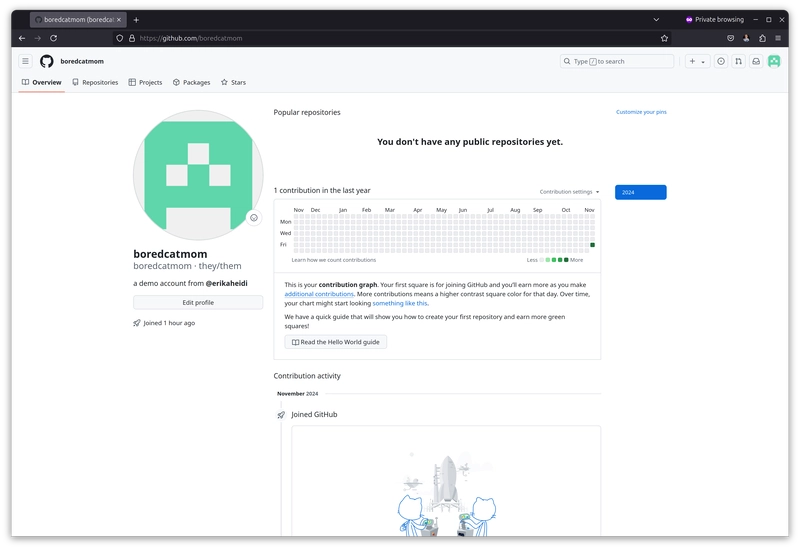 boredcatmom (boredcat
Private browsing
https://github.com/boredcatmom
boredcatmom
Type / to search
Overview
Repositories
Projects
Packages
Stars
Popular repositories
Customize your pins
You don't have any public repositories yet.
1 contribution in the last year
Contribution settings
2024
Nov Dec Jan Feb Mar Apr May Jun Jul Aug Sep Oct Nov
Mon
Wed
Fri
Learn how we count contributions
Less
More
This is your contribution graph. Your first square is for joining GitHub and you'll earn more as you make
additional contributions. More contributions means a higher contrast square color for that day. Over time,
your chart might start looking something like this.
We have a quick guide that will show you how to create your first repository and earn more green
squares!
Read the Hello World guide
boredcatmom
boredcatmom · they/them
a demo account from @erikaheidi
Edit profile
Joined 1 hour ago
Contribution activity
November 2024
Joined GitHub